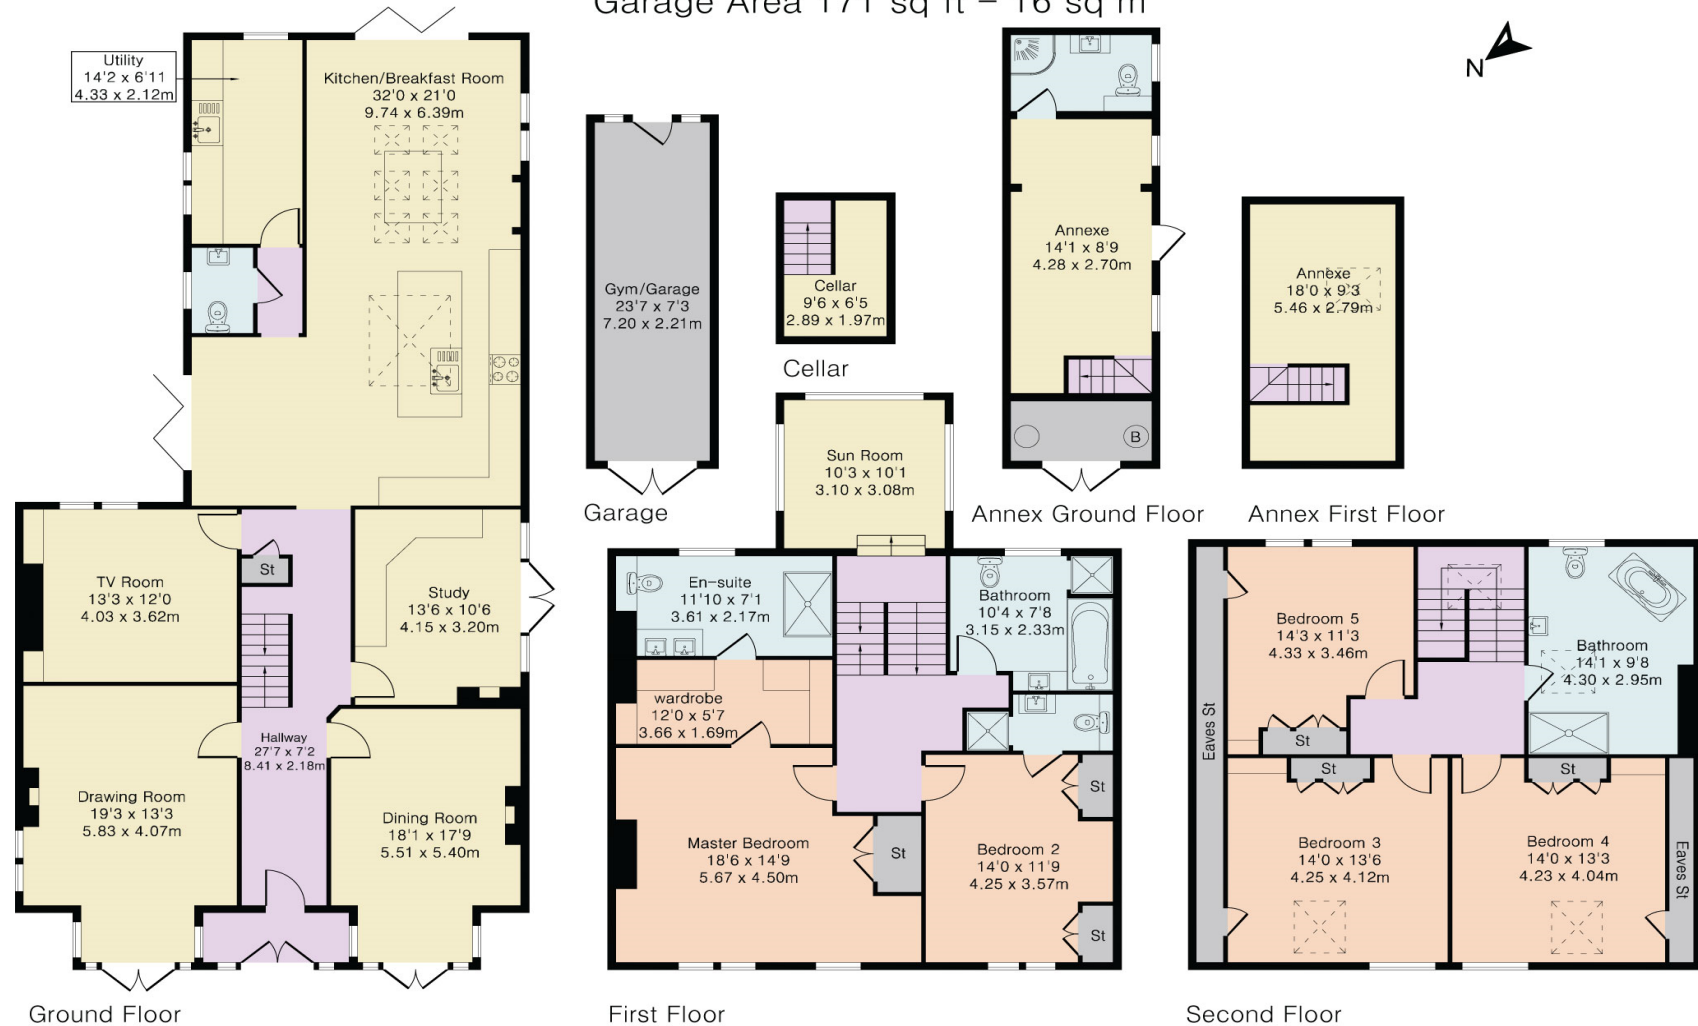 Garage Area 171 sq ft – 16 sq m
Utility
14'2 x 6'11
4.33 x 2.12m
Kitchen/Breakfast Room
32'0 x 21'0
9.74 x 6.39m
TV Room
13'3 x 12'0
4.03 x 3.62m
St
Study
13'6 x 10'6
4.15 x 3.20m
Hallway
27'7 x 7'2
8.41 x 2.18m
Drawing Room
19'3 x 13'3
5.83 x 4.07m
Dining Room
18'1 x 17'9
5.51 x 5.40m
Ground Floor
Gym/Garage
23'7 x 7'3
7.20 x 2.21m
Garage
Cellar
9'6 x 6'5
2.89 x 1.97m
Cellar
Annexe
14'1 x 8'9
4.28 x 2.70m
B
Annex Ground Floor
Annexe
18'0 x 9'3
5.46 x 2.79m
Annex First Floor
N
Sun Room
10'3 x 10'1
3.10 x 3.08m
En-suite
11'10 x 7'1
3.61 x 2.17m
Bathroom
10'4 x 7'8
3.15 x 2.33m
wardrobe
12'0 x 5'7
3.66 x 1.69m
Master Bedroom
18'6 x 14'9
5.67 x 4.50m
St
Bedroom 2
14'0 x 11'9
4.25 x 3.57m
St
St
First Floor
Eaves St
Bedroom 5
14'3 x 11'3
4.33 x 3.46m
St
Bathroom
14'1 x 9'8
4.30 x 2.95m
St
St
Bedroom 3
14'0 x 13'6
4.25 x 4.12m
Bedroom 4
14'0 x 13'3
4.23 x 4.04m
Eaves St
Second Floor